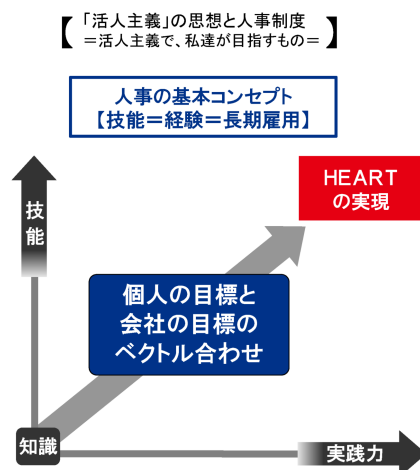 「活人主義」の思想と人事制度
＝活人主義で、私達が目指すもの＝
人事の基本コンセプト
【技能＝経験＝長期雇用】
HEART
の実現
技能
個人の目標と
会社の目標の
ベクトル合わせ
知識
実践力